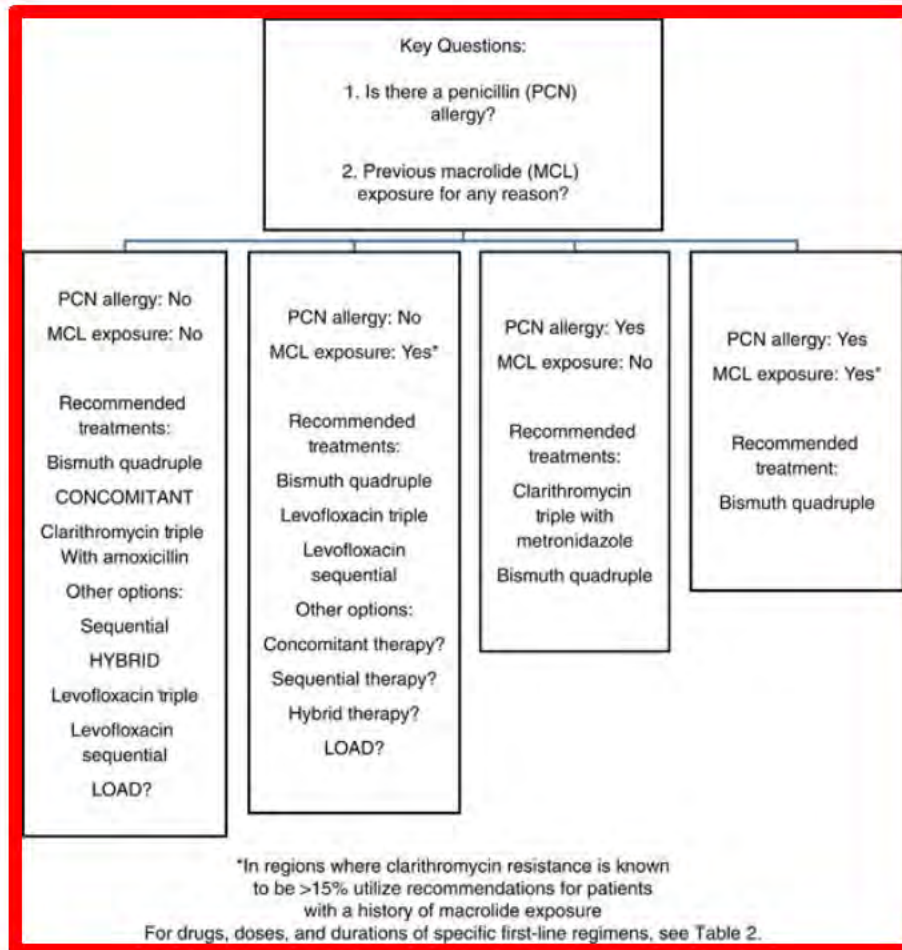 Key Questions:
1. Is there a penicillin (PCN)
allergy?
2. Previous macrolide (MCL)
exposure for any reason?
PCN allergy: No
MCL exposure: No
Recommended
treatments:
Bismuth quadruple
CONCOMITANT
Clarithromycin triple
With amoxicillin
Other options:
Sequential
HYBRID
Levofloxacin triple
Levofloxacin
sequential
LOAD?
PCN allergy: No
MCL exposure: Yes*
Recommended
treatments:
Bismuth quadruple
Levofloxacin triple
Levofloxacin
sequential
Other options:
Concomitant therapy?
Sequential therapy?
Hybrid therapy?
LOAD?
PCN allergy: Yes
MCL exposure: No
Recommended
treatments:
Clarithromycin
triple with
metronidazole
Bismuth quadruple
PCN allergy: Yes
MCL exposure: Yes*
Recommended
treatment:
Bismuth quadruple
*In regions where clarithromycin resistance is known
to be >15% utilize recommendations for patients
with a history of macrolide exposure
For drugs, doses, and durations of specific first-line regimens, see Table 2.